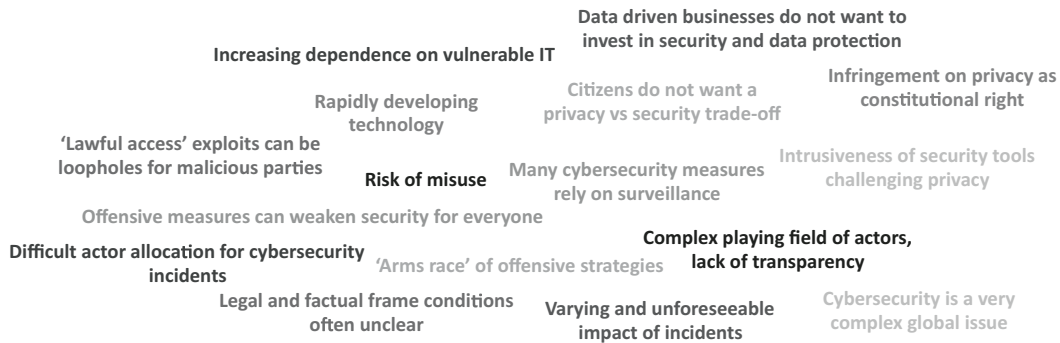 Data driven businesses do not want to
invest in security and data protection
Increasing dependence on vulnerable IT
Infringement on privacy as
constitutional right
Citizens do not want a
privacy vs security trade-off
Rapidly developing
technology
‘Lawful access’ exploits can be
loopholes for malicious parties
Risk of misuse
Many cybersecurity measures
rely on surveillance
Intrusiveness of security tools
challenging privacy
Offensive measures can weaken security for everyone
Difficult actor allocation for cybersecurity
incidents
‘Arms race’ of offensive strategies
Complex playing field of actors,
lack of transparency
Legal and factual frame conditions
often unclear
Varying and unforeseeable
impact of incidents
Cybersecurity is a very
complex global issue